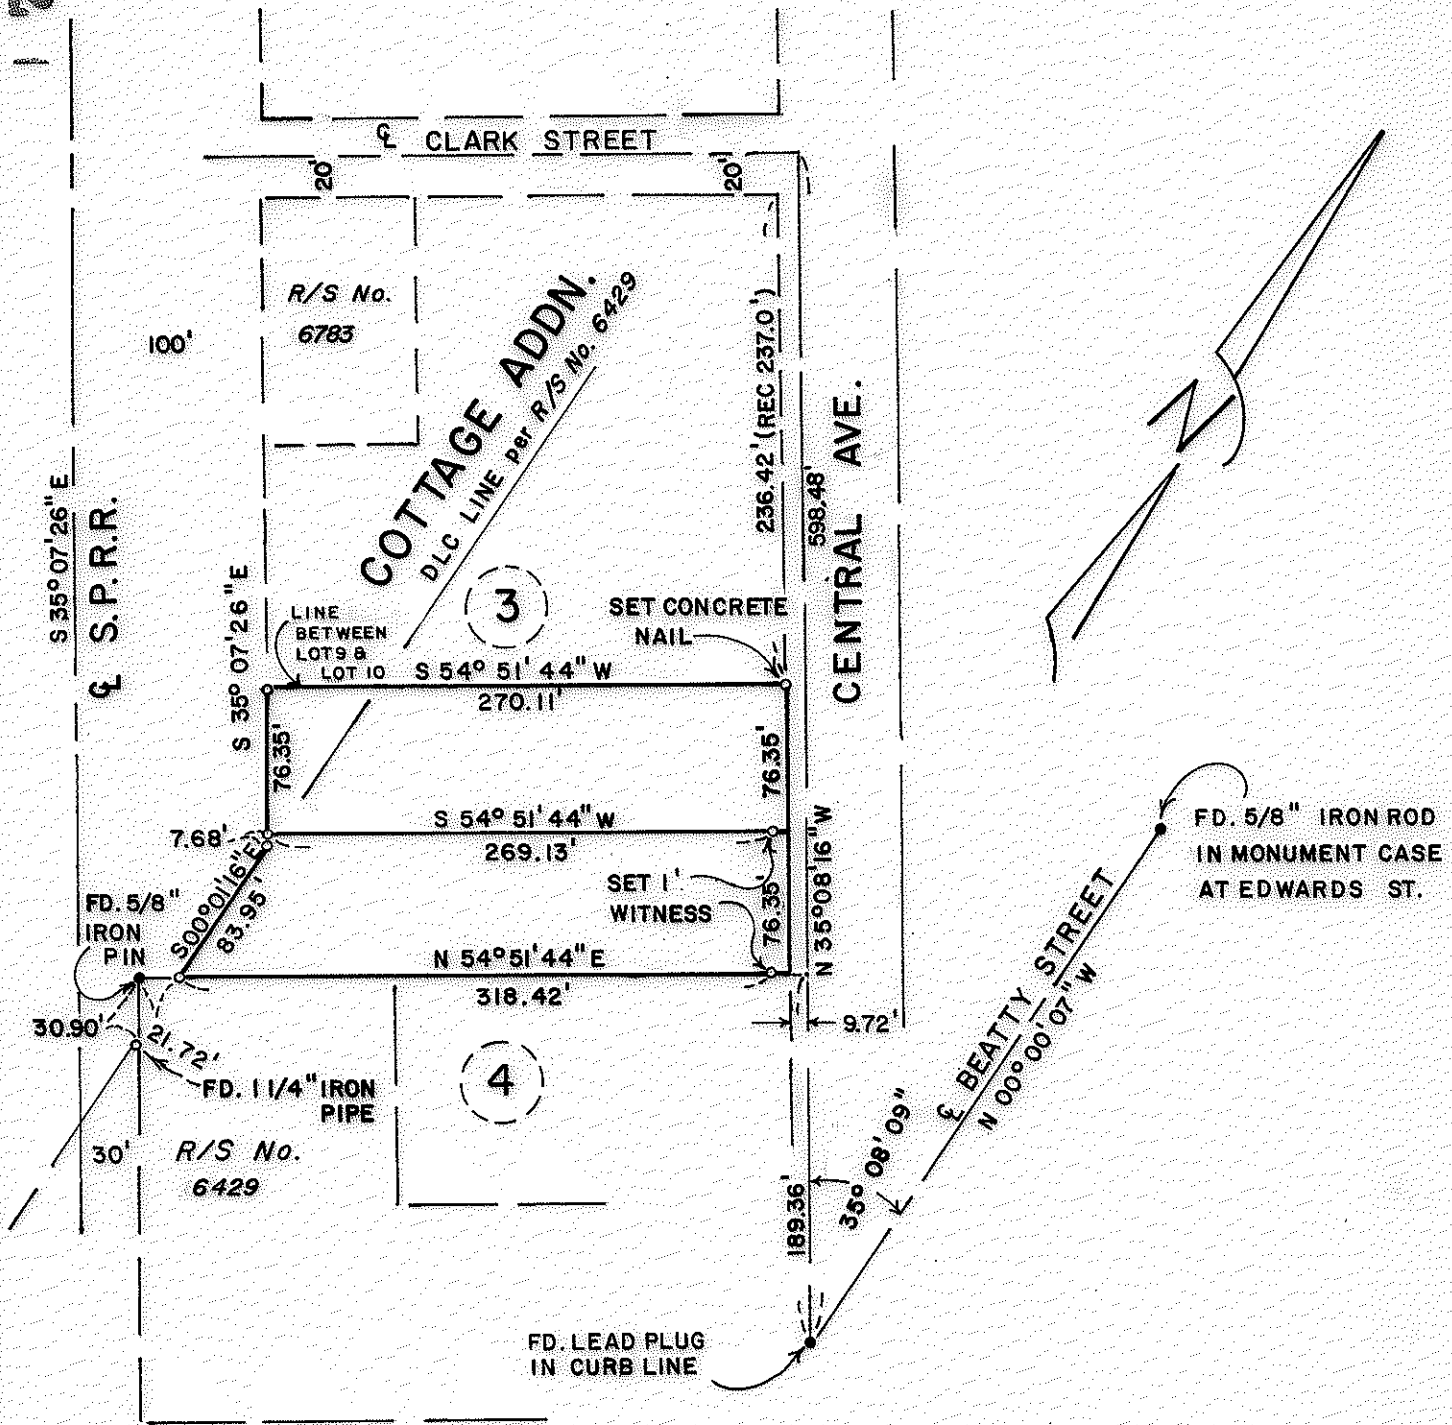 ℄ CLARK STREET
20'
20'
R/S No.
6783
100'
COTTAGE ADDN.
DLC LINE per R/S No. 6429
236.42' (REC 237.0')
598.48'
CENTRAL AVE.
N
S 35° 07' 26" E
℄ S.P.R.R.
S 35° 07' 26" E
LINE
BETWEEN
LOT 9 &
LOT 10
3
SET CONCRETE
NAIL
S 54° 51' 44" W
270.11'
76.35'
76.35'
7.68'
S 54° 51' 44" W
269.13'
S 00° 01' 16" E
83.95'
SET 1'
WITNESS
76.35'
N 35° 08' 16" W
FD. 5/8"
IRON
PIN
N 54° 51' 44" E
318.42'
30.90'
21.72'
9.72'
FD. 1 1/4" IRON
PIPE
4
30'
R/S No.
6429
189.36'
35° 08' 09"
℄ BEATTY STREET
N 00° 00' 07" W
FD. 5/8" IRON ROD
IN MONUMENT CASE
AT EDWARDS ST.
FD. LEAD PLUG
IN CURB LINE